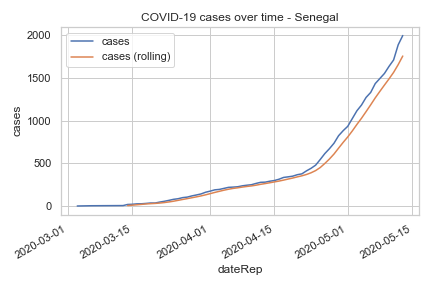 COVID-19 cases over time - Senegal
cases
cases (rolling)
2000
1500
1000
500
0
cases
2020-03-01
2020-03-15
2020-04-01
2020-04-15
2020-05-01
2020-05-15
dateRep